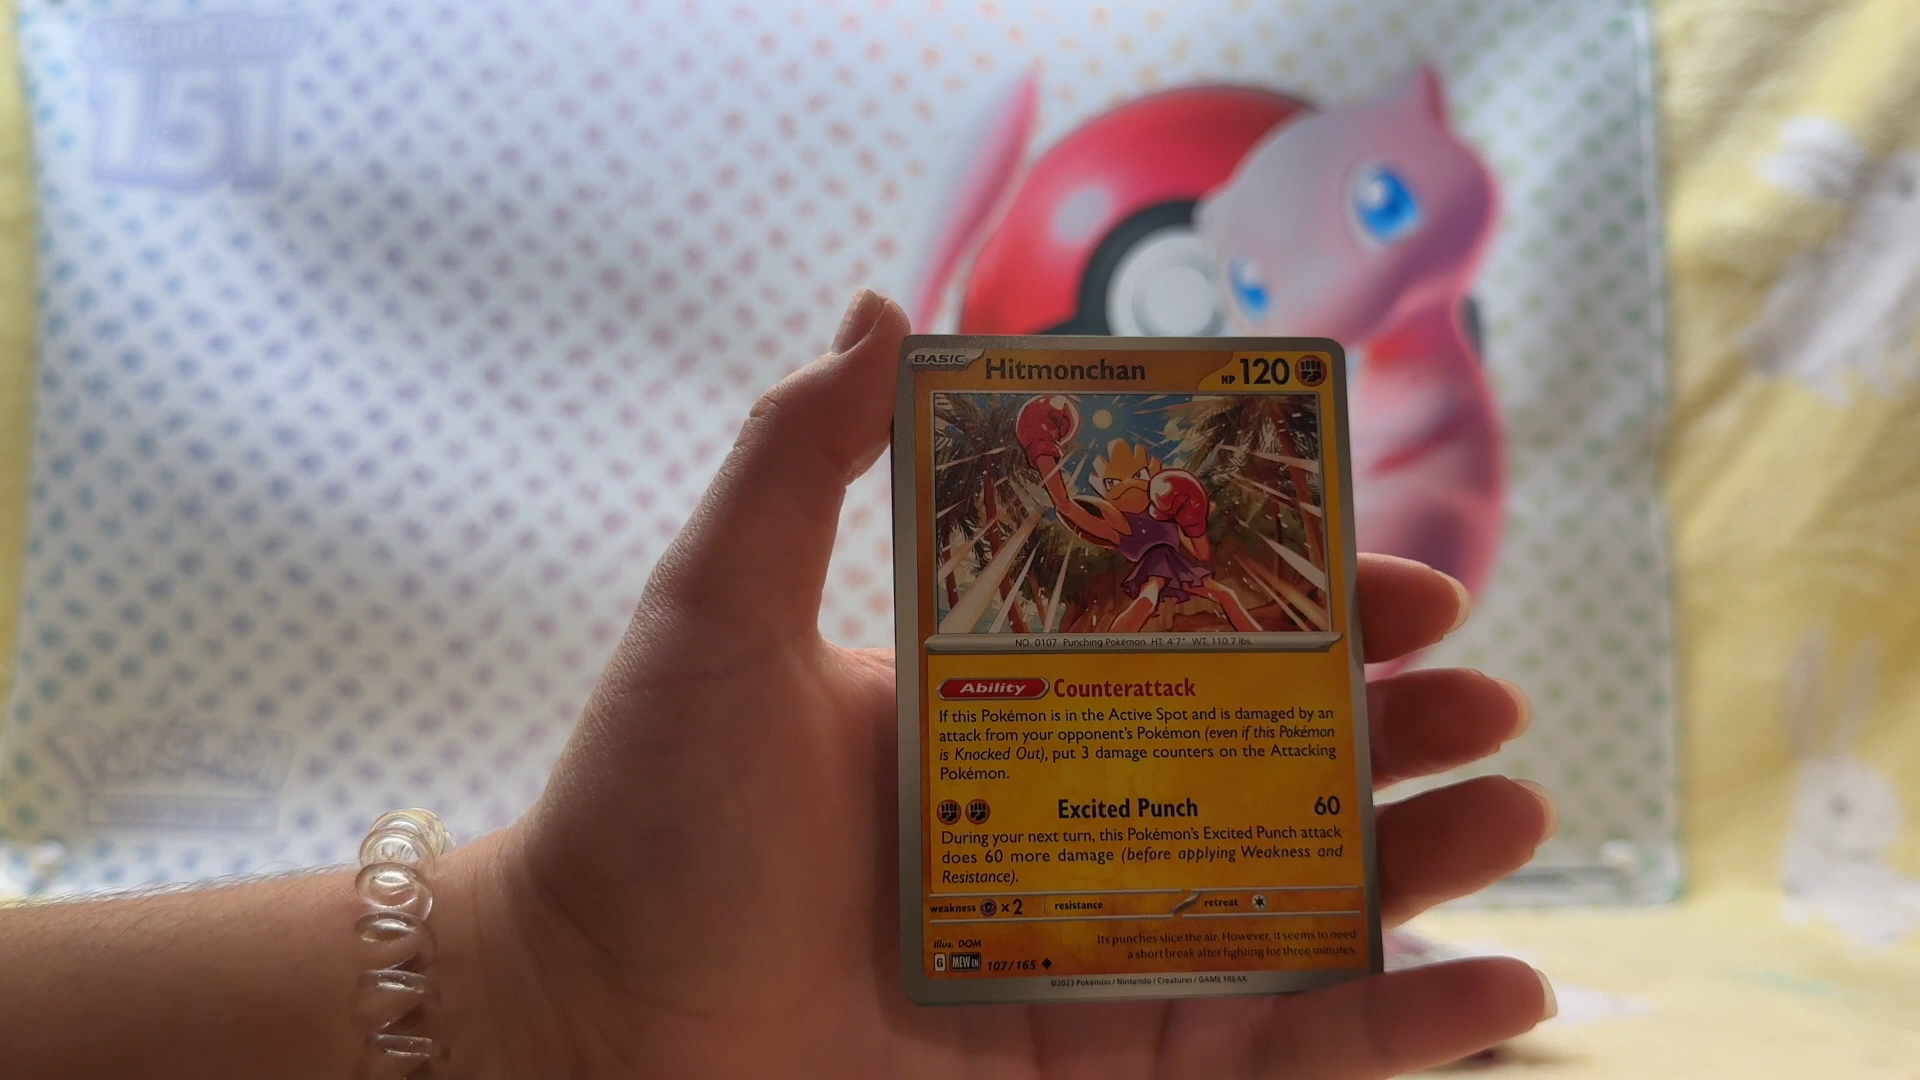 151
Pokémon
BASIC Hitmonchan HP 120
NO. 0107 Punching Pokémon HT: 4'7" WT: 110.7 lbs.
Ability Counterattack
If this Pokémon is in the Active Spot and is damaged by an
attack from your opponent's Pokémon (even if this Pokémon
is Knocked Out), put 3 damage counters on the Attacking
Pokémon.
Excited Punch 60
During your next turn, this Pokémon's Excited Punch attack
does 60 more damage (before applying Weakness and
Resistance).
weakness ×2 resistance retreat
Illus. DOM
Its punches slice the air. However, it seems to need
a short break after fighting for three minutes.
G MEW EN 107/165
©2023 Pokémon / Nintendo / Creatures / GAME FREAK